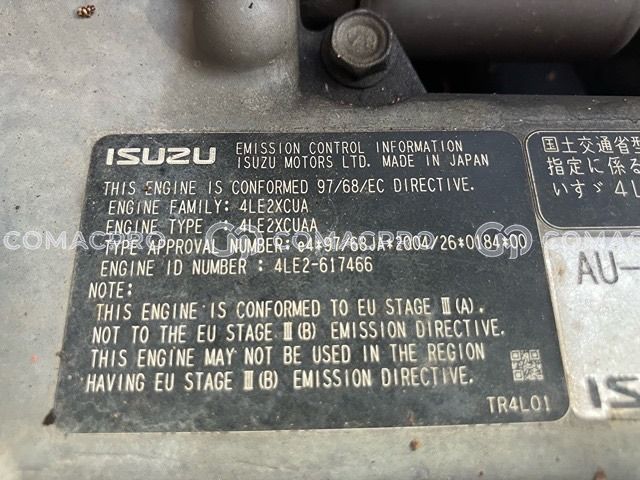 ISUZU EMISSION CONTROL INFORMATION
ISUZU MOTORS LTD. MADE IN JAPAN
THIS ENGINE IS CONFORMED 97/68/EC DIRECTIVE.
ENGINE FAMILY: 4LE2XCUA
ENGINE TYPE : 4LE2XCUAA
TYPE APPROVAL NUMBER: e4*97/68JA*2004/26*0184*00
ENGINE ID NUMBER : 4LE2-617466
NOTE:
THIS ENGINE IS CONFORMED TO EU STAGE Ⅲ(A).
NOT TO THE EU STAGE Ⅲ(B) EMISSION DIRECTIVE.
THIS ENGINE MAY NOT BE USED IN THE REGION
HAVING EU STAGE Ⅲ(B) EMISSION DIRECTIVE.
TR4L01
国土交通省型
指定に係る
いすゞ 4L
AU-
IS
COMACPRO
COMACPRO
COMACPRO